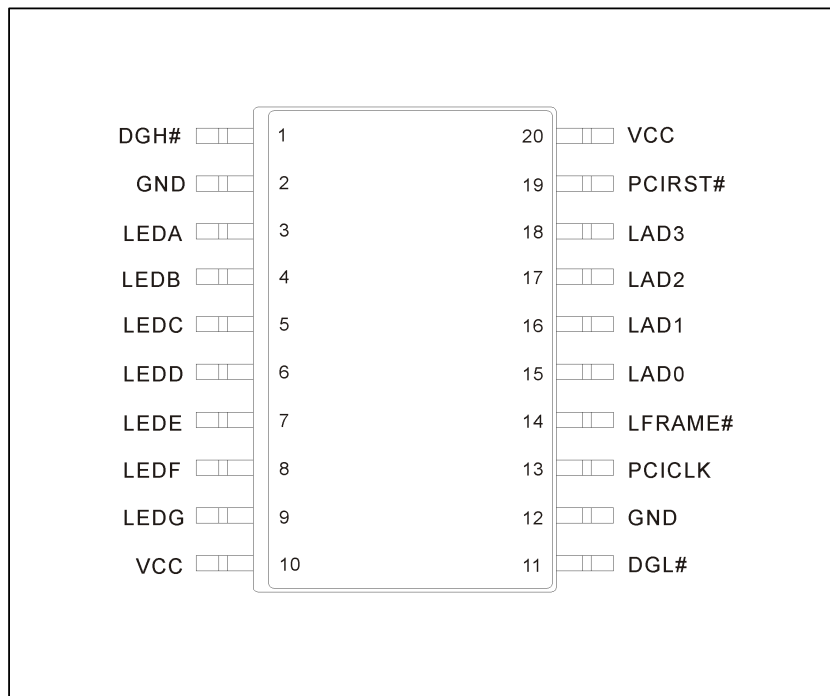 DGH# 1 20 VCC
GND 2 19 PCIRST#
LEDA 3 18 LAD3
LEDB 4 17 LAD2
LEDC 5 16 LAD1
LEDD 6 15 LAD0
LEDE 7 14 LFRAME#
LEDF 8 13 PCICLK
LEDG 9 12 GND
VCC 10 11 DGL#